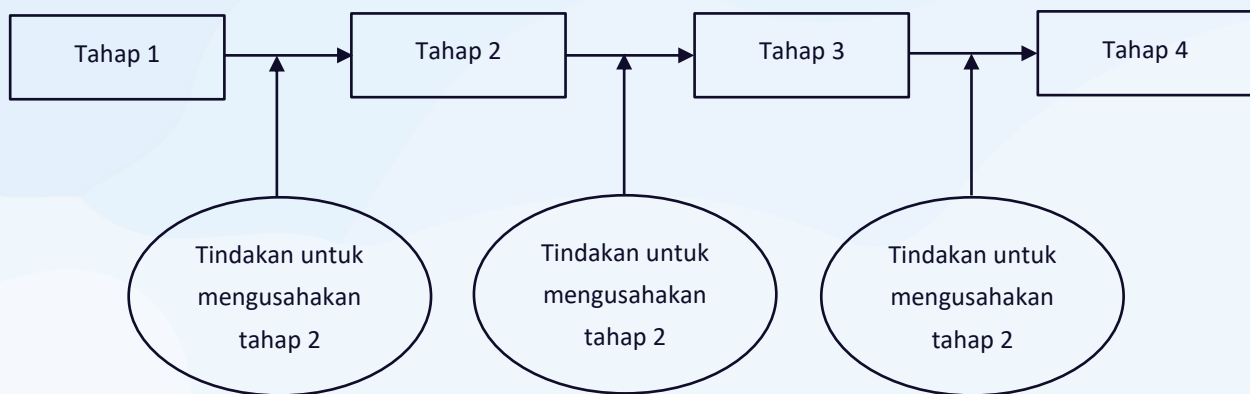 Tahap 1
Tahap 2
Tahap 3
Tahap 4
Tindakan untuk
mengusahakan
tahap 2
Tindakan untuk
mengusahakan
tahap 2
Tindakan untuk
mengusahakan
tahap 2